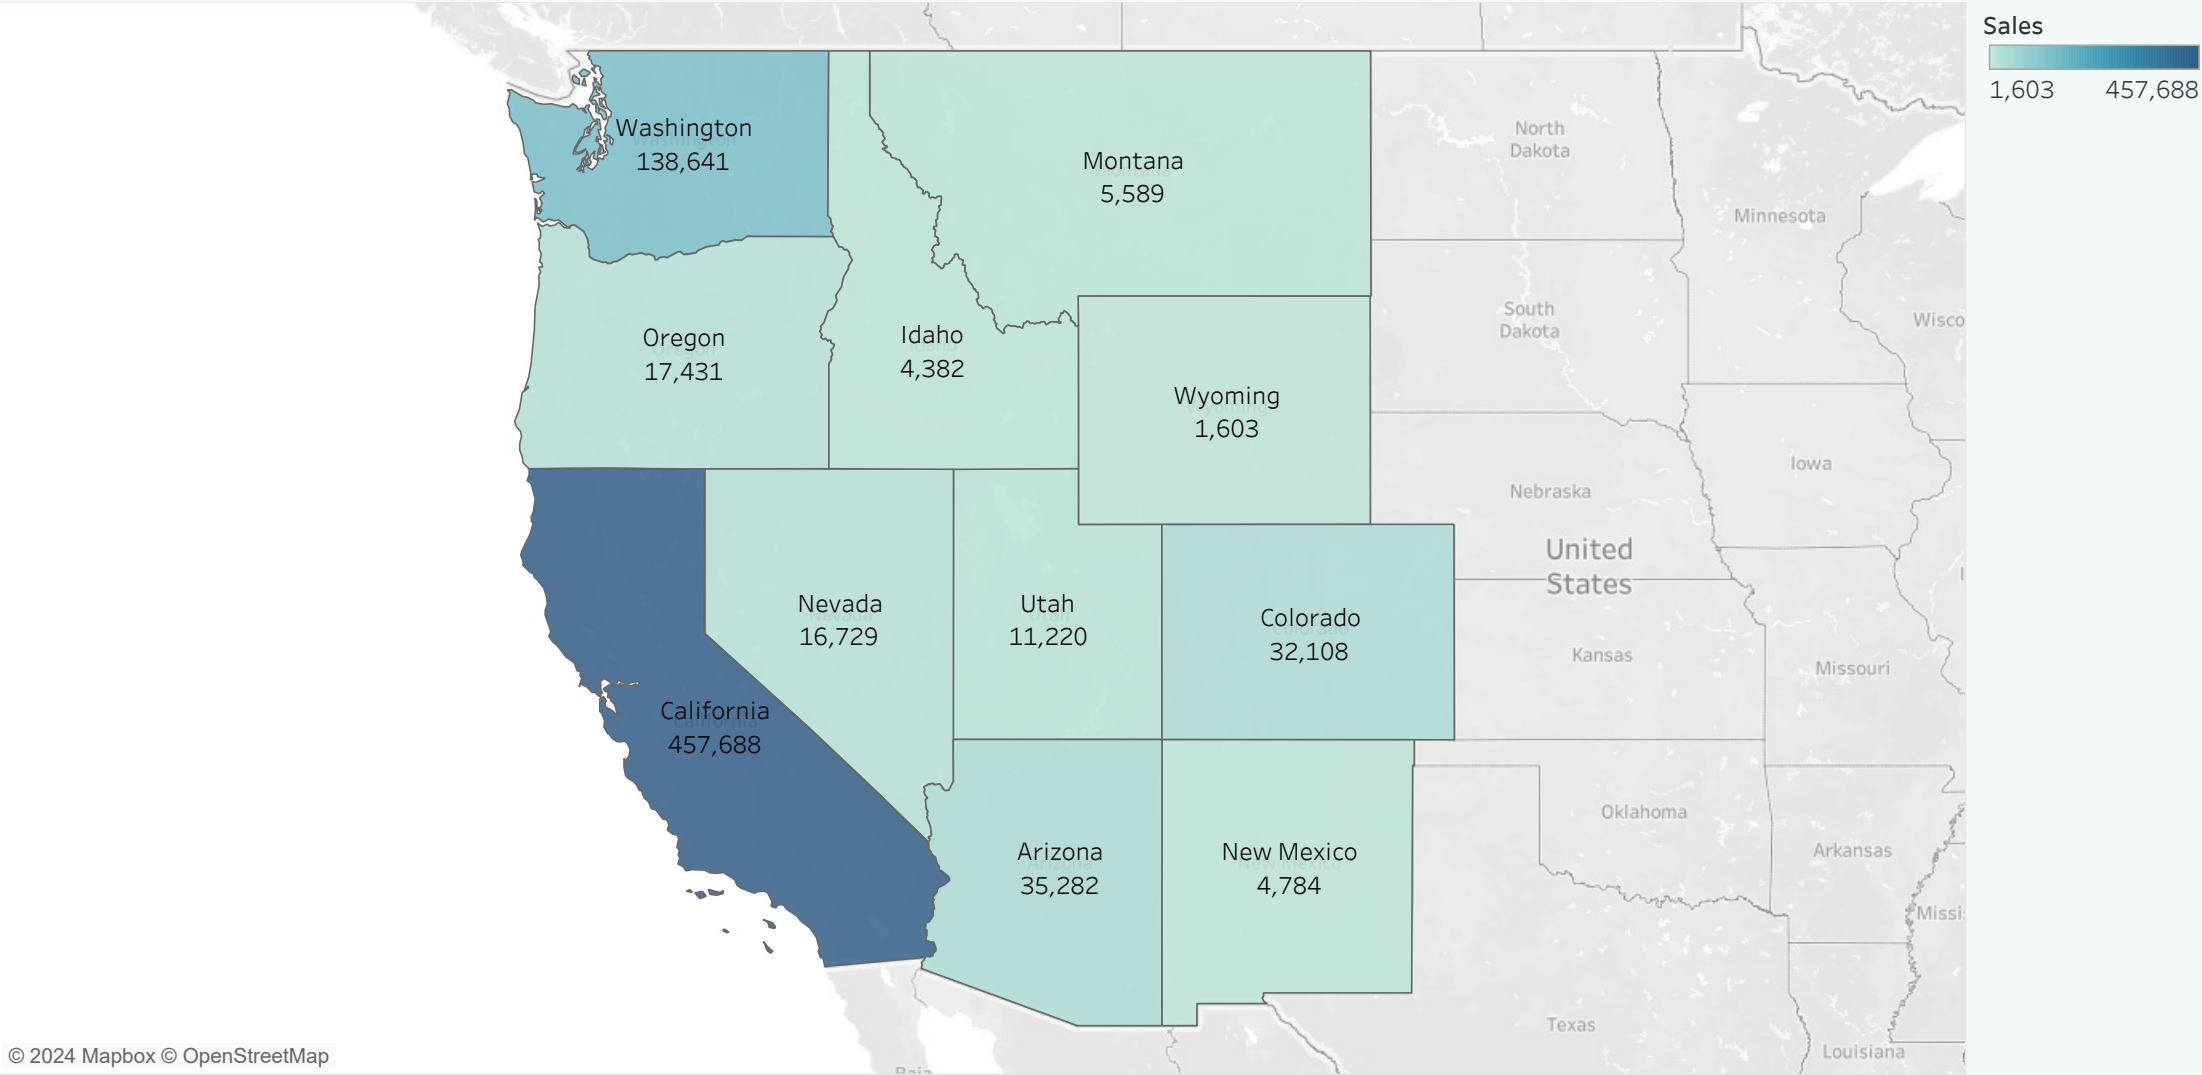 Sales
1,603 457,688
Washington
138,641
Montana
5,589
North
Dakota
Minnesota
Oregon
17,431
Idaho
4,382
South
Dakota
Wisco
Wyoming
1,603
Iowa
Nebraska
United
States
Nevada
16,729
Utah
11,220
Colorado
32,108
Kansas
Missouri
California
457,688
Oklahoma
Arizona
35,282
New Mexico
4,784
Arkansas
Missi
Texas
Louisiana
© 2024 Mapbox © OpenStreetMap